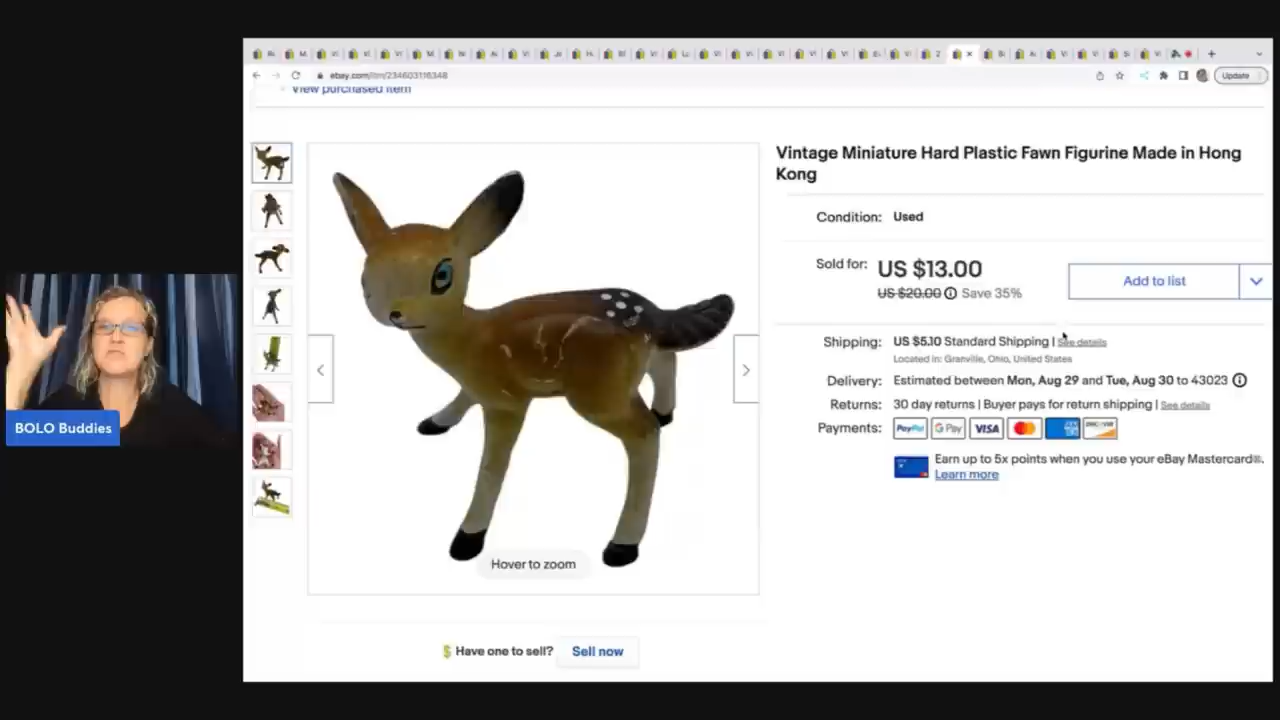 ebay.com/itm/234603116348
Update
View purchased item
Vintage Miniature Hard Plastic Fawn Figurine Made in Hong
Kong
Condition: Used
Sold for: US $13.00
US $20.00 Save 35%
Add to list
Shipping: US $5.10 Standard Shipping | See details
Located in: Granville, Ohio, United States
Delivery: Estimated between Mon, Aug 29 and Tue, Aug 30 to 43023
Returns: 30 day returns | Buyer pays for return shipping | See details
Payments: PayPal G Pay VISA
Earn up to 5x points when you use your eBay Mastercard®.
Learn more
BOLO Buddies
Hover to zoom
Have one to sell? Sell now